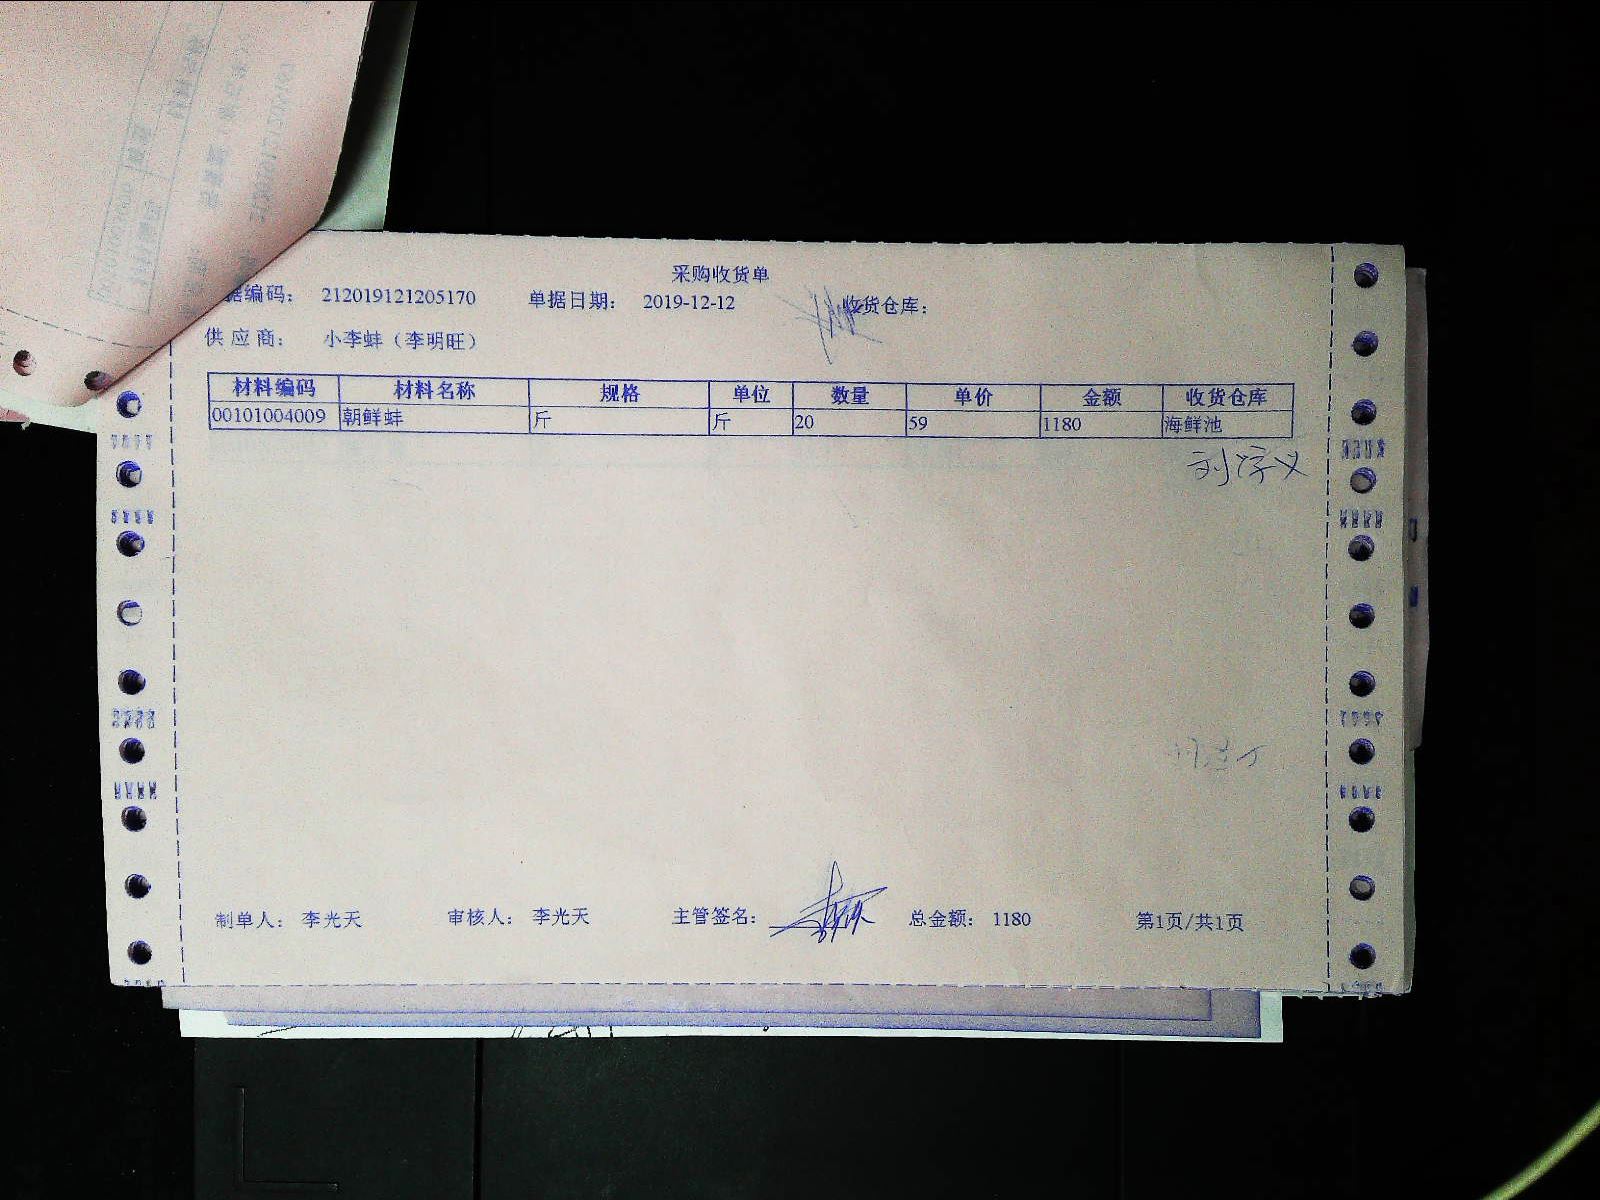 采购收货单
据编码： 212019121205170 单据日期： 2019-12-12 收货仓库：
供应商： 小李蚌（李明旺）
材料编码 材料名称 规格 单位 数量 单价 金额 收货仓库
00101004009 朝鲜蚌 斤 斤 20 59 1180 海鲜池
制单人： 李光天 审核人： 李光天 主管签名： 总金额： 1180 第1页/共1页